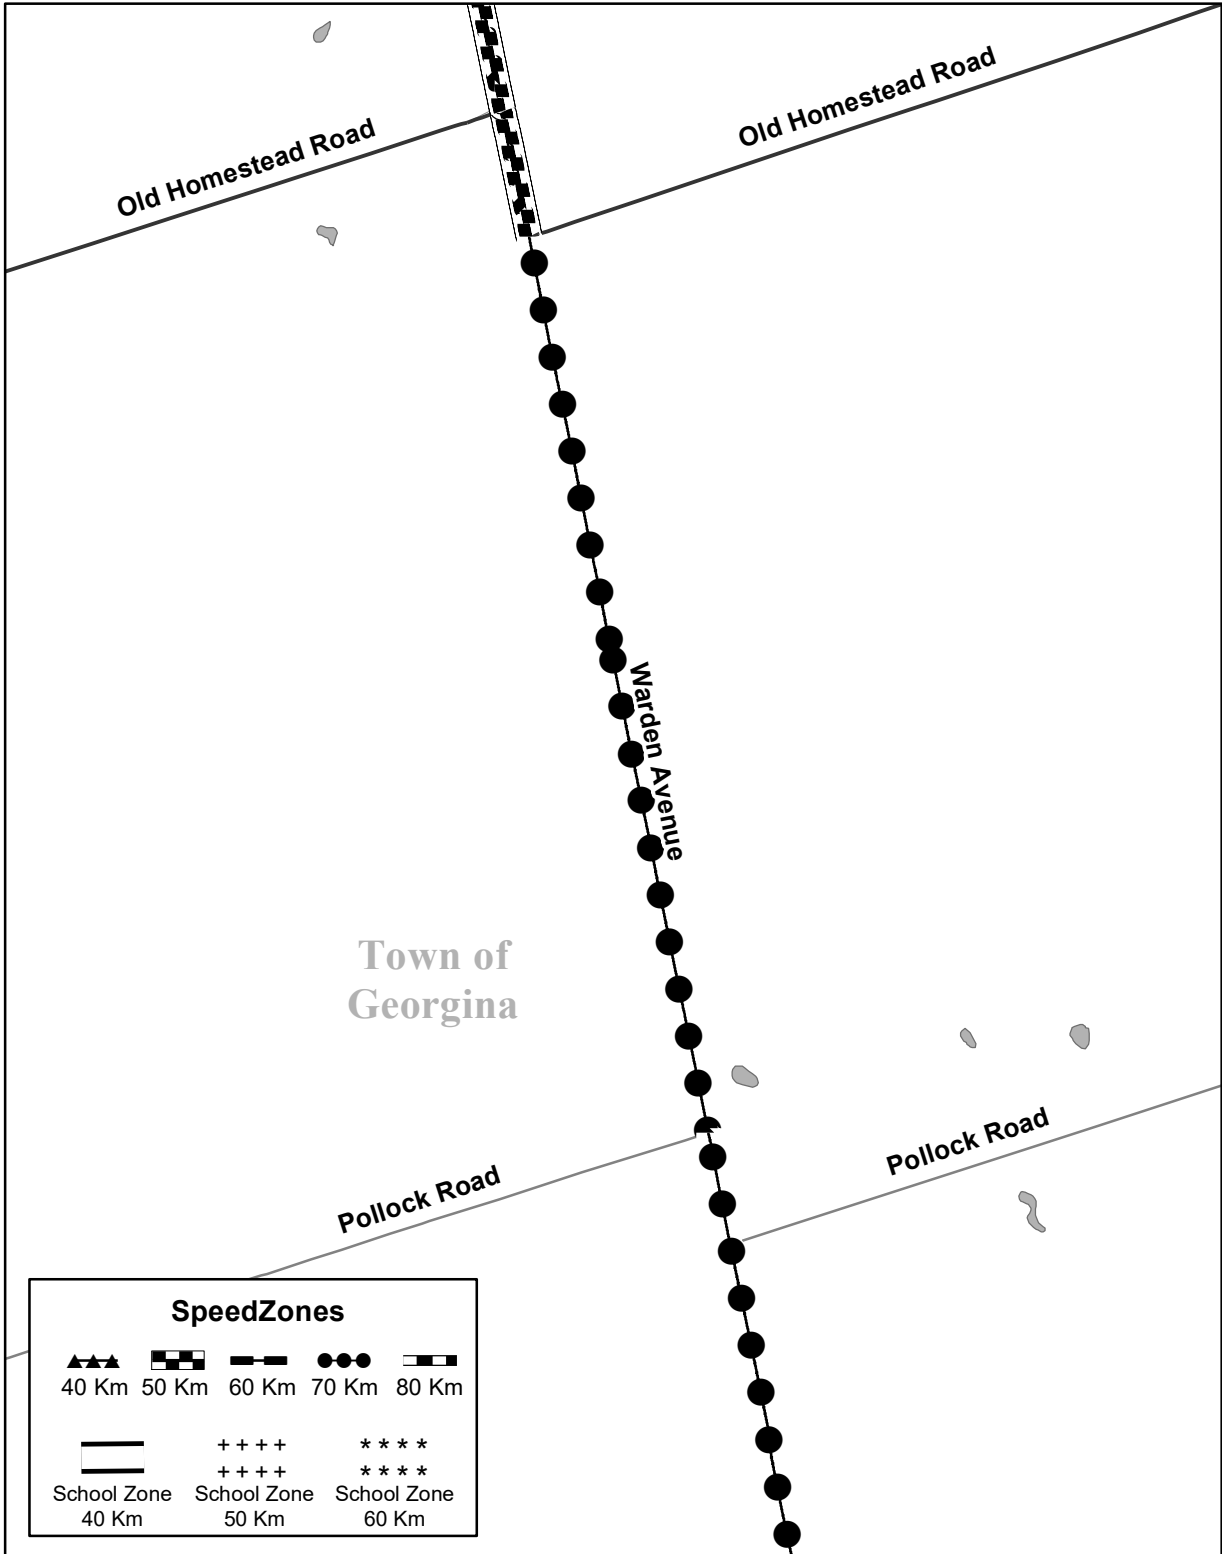 Old Homestead Road
Old Homestead Road
Warden Avenue
Town of
Georgina
Pollock Road
Pollock Road
SpeedZones
40 Km 50 Km 60 Km 70 Km 80 Km
++++ ****
++++ ****
School Zone School Zone School Zone
40 Km 50 Km 60 Km